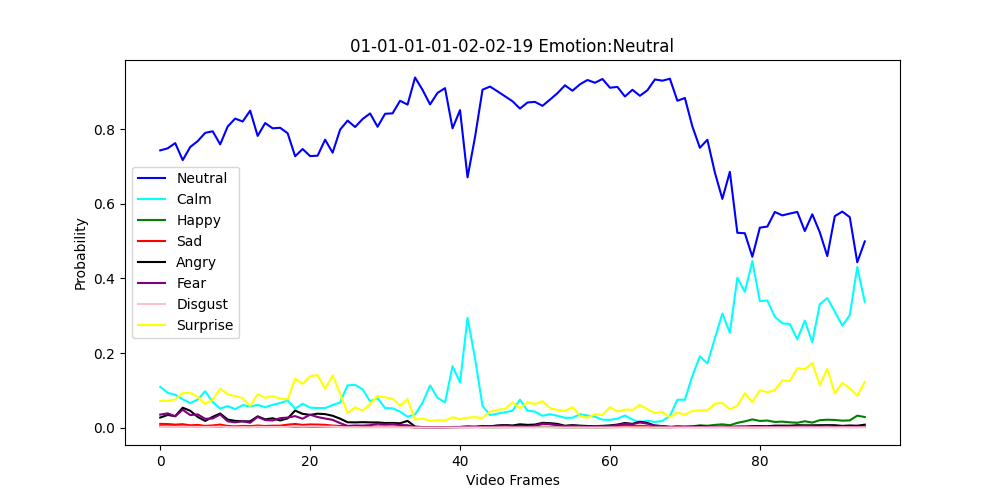 01-01-01-01-02-02-19 Emotion:Neutral
Probability
0.8
0.6
0.4
0.2
0.0
Neutral
Calm
Happy
Sad
Angry
Fear
Disgust
Surprise
0 20 40 60 80
Video Frames